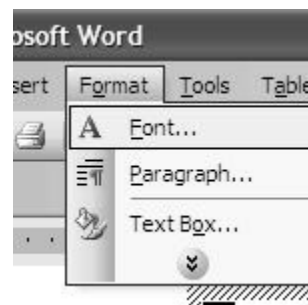 osoft Word
sert Format Tools Table
A Font...
Paragraph...
Text Box...